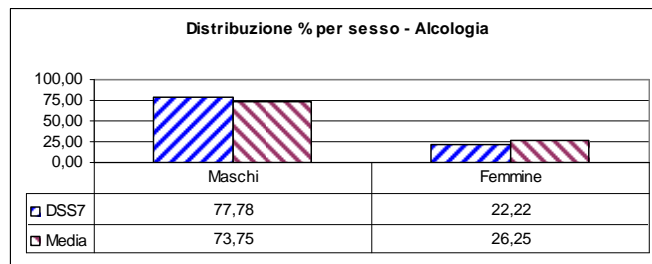 Distribuzione % per sesso - Alcologia
100,00
75,00
50,00
25,00
0,00
Maschi Femmine
DSS7 77,78 22,22
Media 73,75 26,25